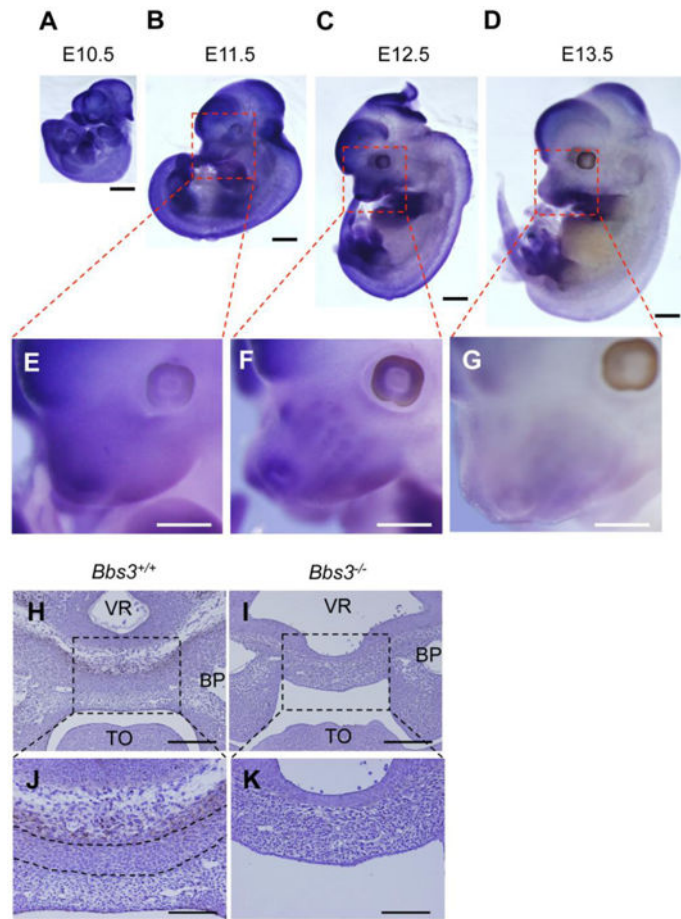 A B C D
E10.5 E11.5 E12.5 E13.5
E F G
Bbs3+/+ Bbs3-/-
H VR I VR
BP BP
TO TO
J K